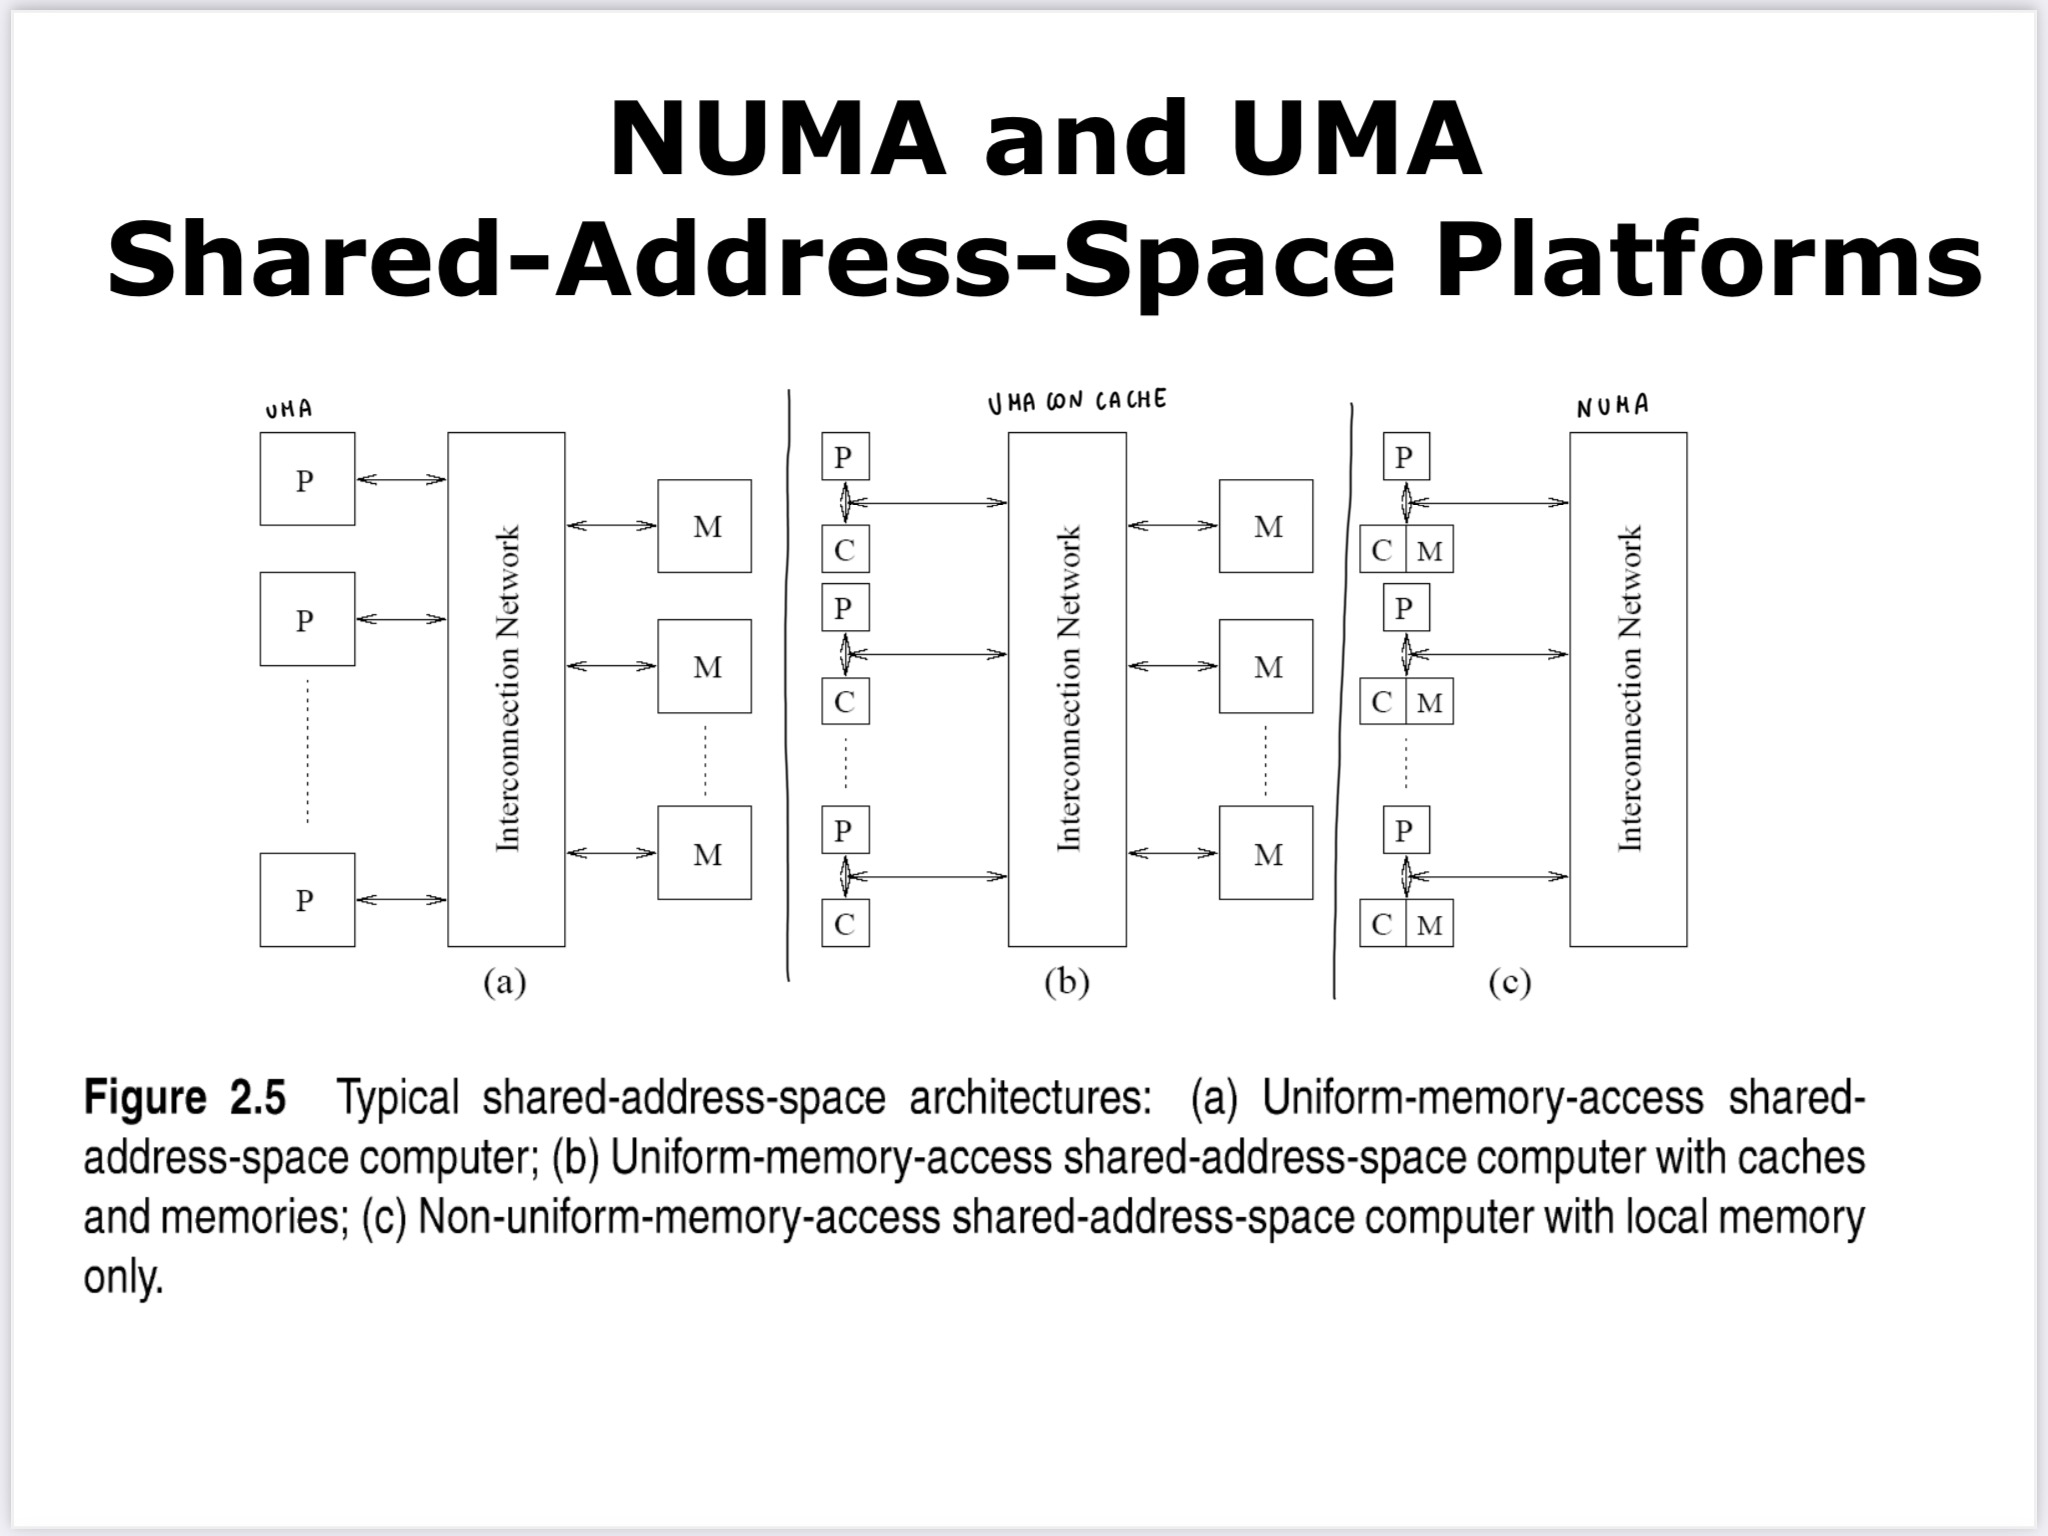 NUMA and UMA
Shared-Address-Space Platforms
UMA
P
P
P
Interconnection Network
M
M
M
(a)
UMA CON CACHE
P
C
P
C
P
C
Interconnection Network
M
M
M
(b)
NUMA
P
C M
P
C M
P
C M
Interconnection Network
(c)
Figure 2.5 Typical shared-address-space architectures: (a) Uniform-memory-access shared-
address-space computer; (b) Uniform-memory-access shared-address-space computer with caches
and memories; (c) Non-uniform-memory-access shared-address-space computer with local memory
only.